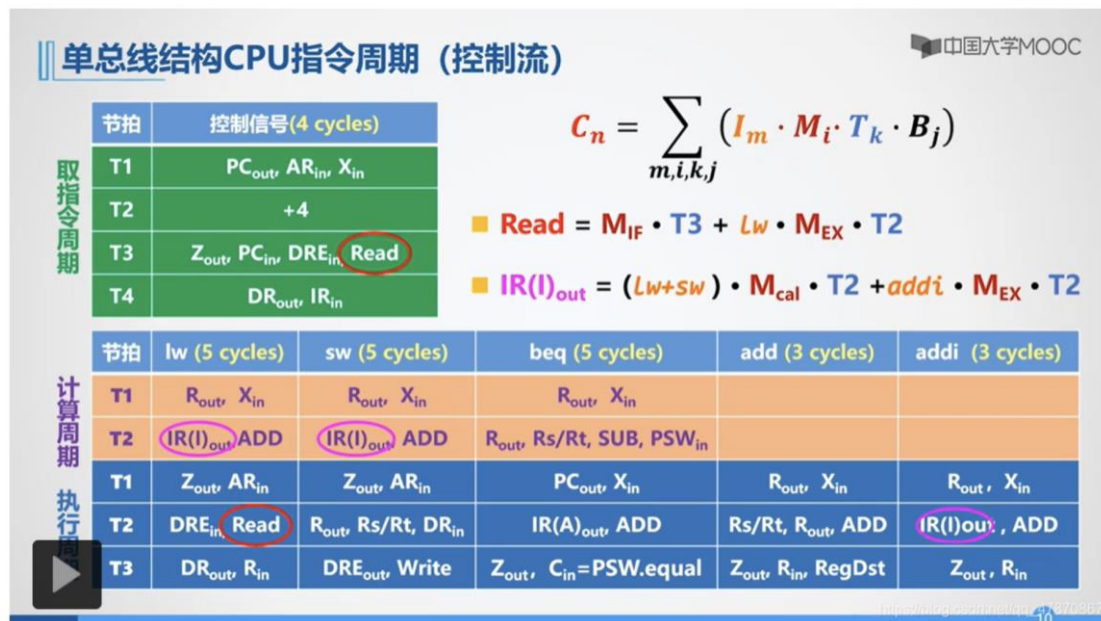 单总线结构CPU指令周期（控制流）
中国大学MOOC
节拍 控制信号(4 cycles)
取指令周期
T1 PCout, ARin, Xin
T2 +4
T3 Zout, PCin, DREin, Read
T4 DRout, IRin
Cn = ∑ (Im · Mi · Tk · Bj)
m,i,k,j
Read = MIF • T3 + lw • MEX • T2
IR(I)out = (lw+sw) • Mcal • T2 +addi • MEX • T2
节拍 lw (5 cycles) sw (5 cycles) beq (5 cycles) add (3 cycles) addi (3 cycles)
计算周期
T1 Rout, Xin Rout, Xin Rout, Xin
T2 IR(I)out, ADD IR(I)out, ADD Rout, Rs/Rt, SUB, PSWin
执行周
T1 Zout, ARin Zout, ARin PCout, Xin Rout, Xin Rout, Xin
T2 DREin, Read Rout, Rs/Rt, DRin IR(A)out, ADD Rs/Rt, Rout, ADD IR(I)out, ADD
T3 DRout, Rin DREout, Write Zout, Cin=PSW.equal Zout, Rin, RegDst Zout, Rin
10